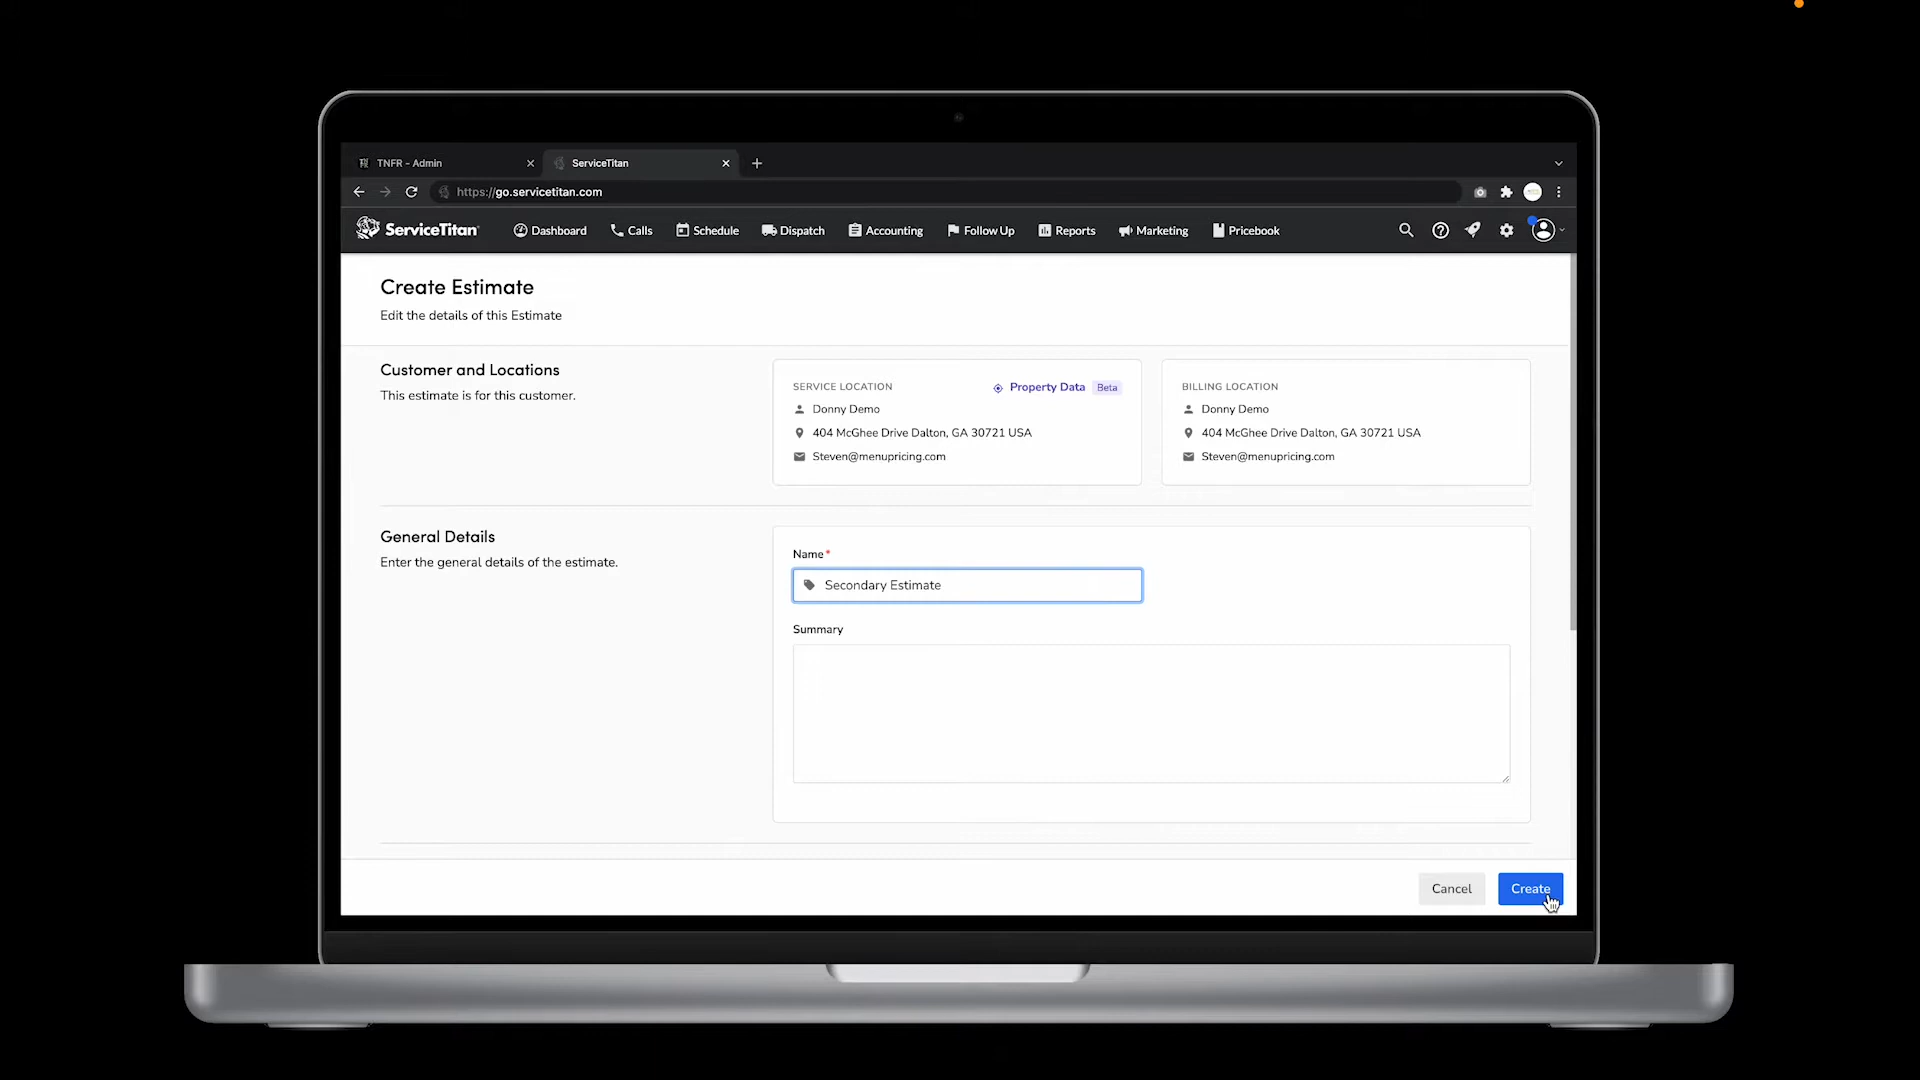 TNFR - Admin
ServiceTitan
https://go.servicetitan.com
ServiceTitan
Dashboard
Calls
Schedule
Dispatch
Accounting
Follow Up
Reports
Marketing
Pricebook
Create Estimate
Edit the details of this Estimate
Customer and Locations
This estimate is for this customer.
SERVICE LOCATION
Property Data Beta
Donny Demo
404 McGhee Drive Dalton, GA 30721 USA
Steven@menupricing.com
BILLING LOCATION
Donny Demo
404 McGhee Drive Dalton, GA 30721 USA
Steven@menupricing.com
General Details
Enter the general details of the estimate.
Name*
Secondary Estimate
Summary
Cancel
Create